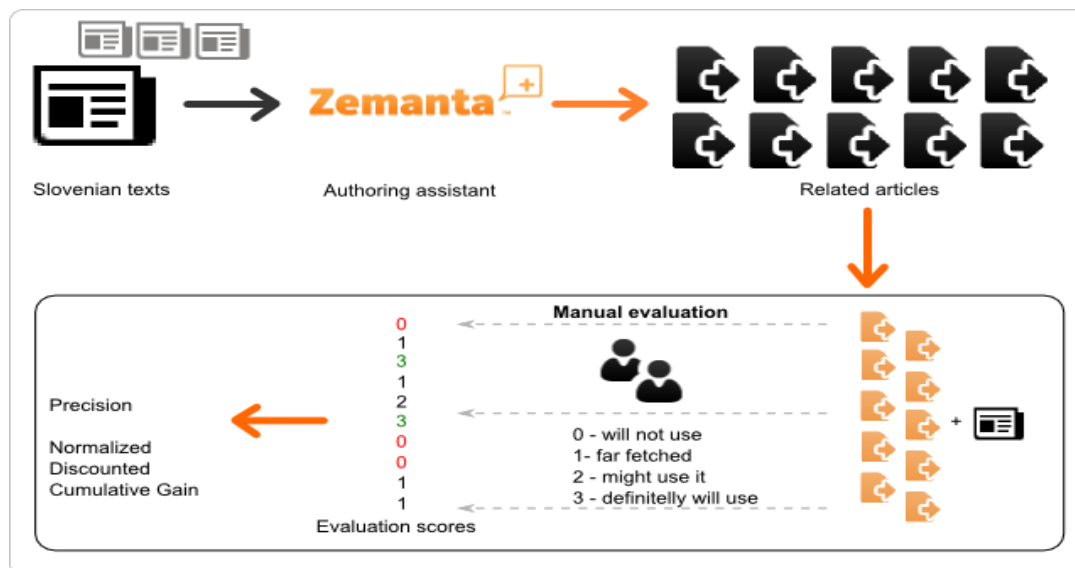 Zemanta™
Slovenian texts
Authoring assistant
Related articles
Manual evaluation
0
1
3
1
2
3
0
0
1
1
Evaluation scores
0 - will not use
1- far fetched
2 - might use it
3 - definitelly will use
+
Precision
Normalized
Discounted
Cumulative Gain